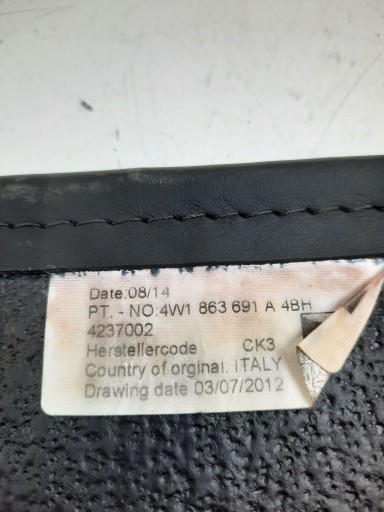 Date:08/14
PT. - NO:4W1 863 691 A 4BH
4237002
Herstellercode CK3
Country of orginal: ITALY
Drawing date 03/07/2012